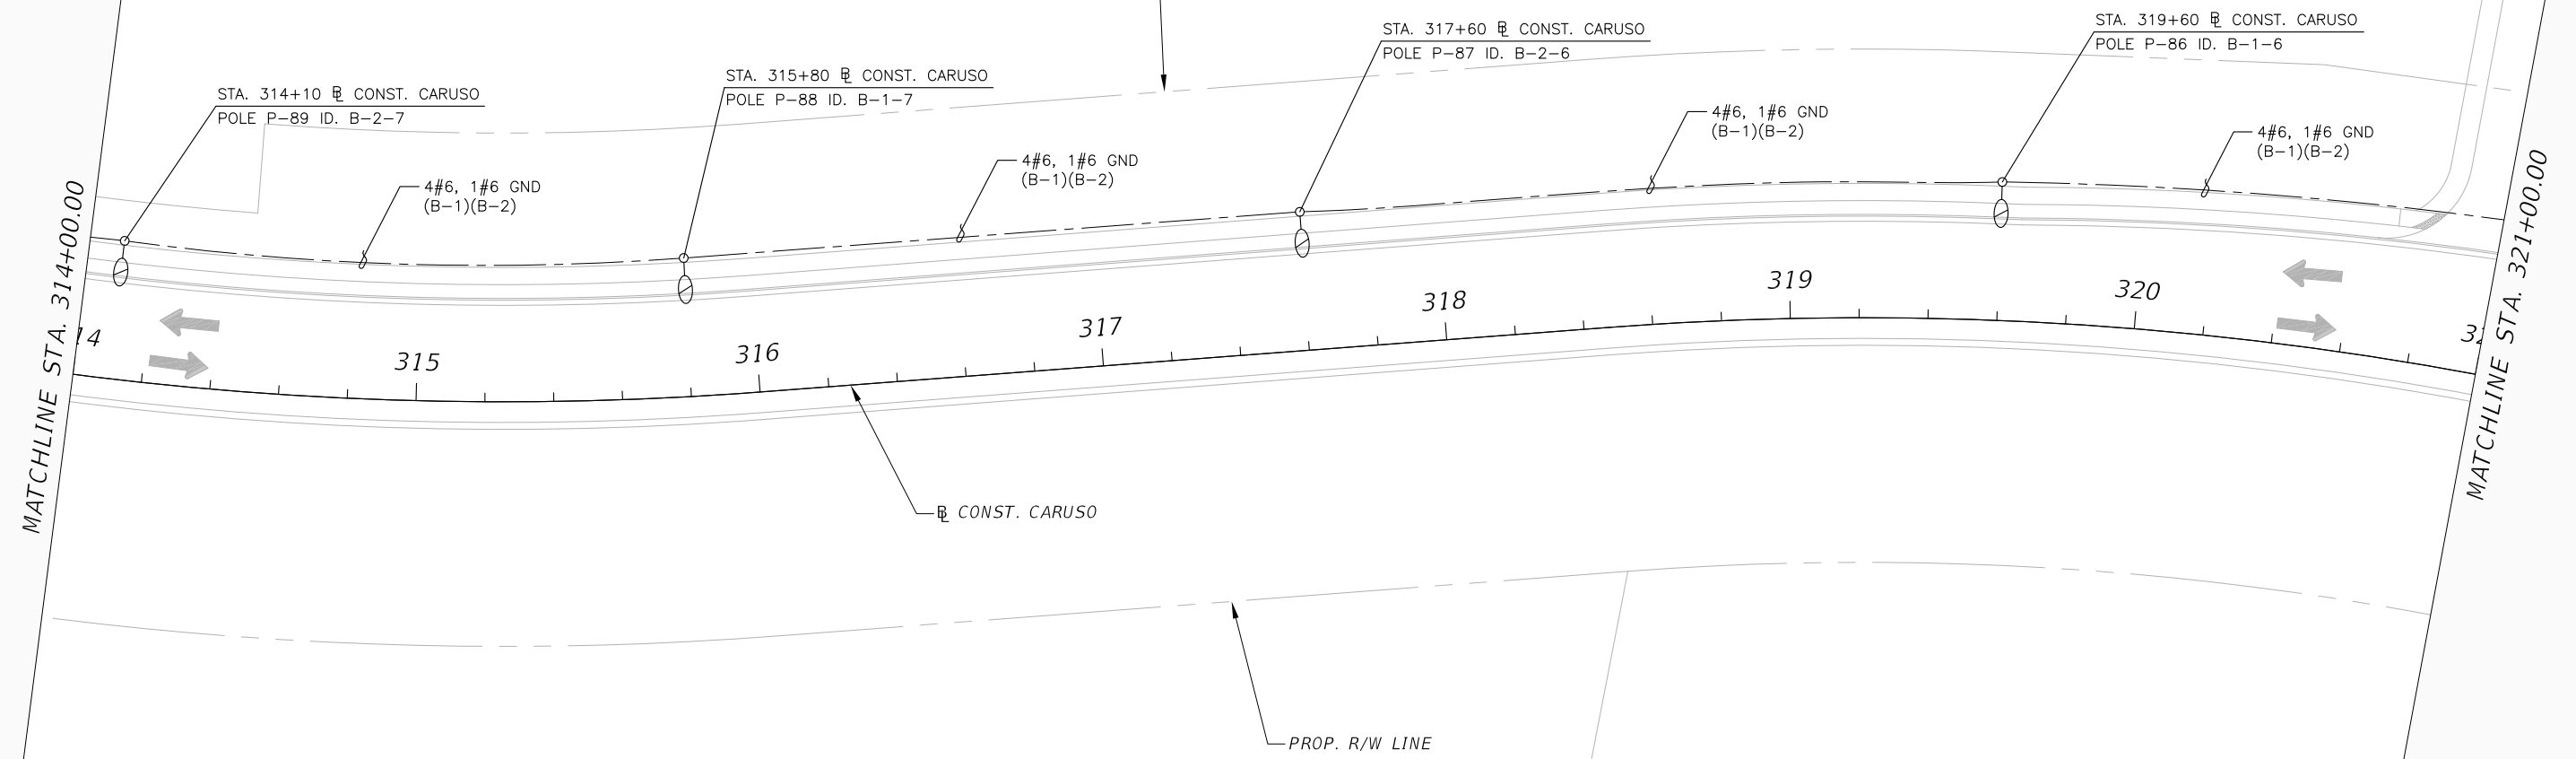 STA. 314+10 ⅊ CONST. CARUSO
POLE P-89 ID. B-2-7
STA. 315+80 ⅊ CONST. CARUSO
POLE P-88 ID. B-1-7
STA. 317+60 ⅊ CONST. CARUSO
POLE P-87 ID. B-2-6
STA. 319+60 ⅊ CONST. CARUSO
POLE P-86 ID. B-1-6
4#6, 1#6 GND
(B-1)(B-2)
4#6, 1#6 GND
(B-1)(B-2)
4#6, 1#6 GND
(B-1)(B-2)
4#6, 1#6 GND
(B-1)(B-2)
MATCHLINE STA. 314+00.00
14
315
316
317
318
319
320
MATCHLINE STA. 321+00.00
⅊ CONST. CARUSO
PROP. R/W LINE